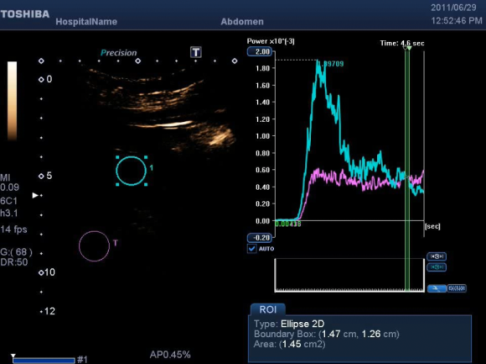 TOSHIBA
HospitalName
Abdomen
2011/06/29
12:52:46 PM
Precision
T
Power x10^(-3)
Time: 4.6 sec
2.00
1.80
1.60
1.40
1.20
1.00
0.80
0.60
0.40
0.20
0.00
-0.20
[sec]
AUTO
0
5
10
12
1
T
MI
0.09
6C1
h3.1
14 fps
G:( 68 )
DR:50
ROI
Type: Ellipse 2D
Boundary Box: (1.47 cm, 1.26 cm)
Area: (1.45 cm2)
#1
AP0.45%